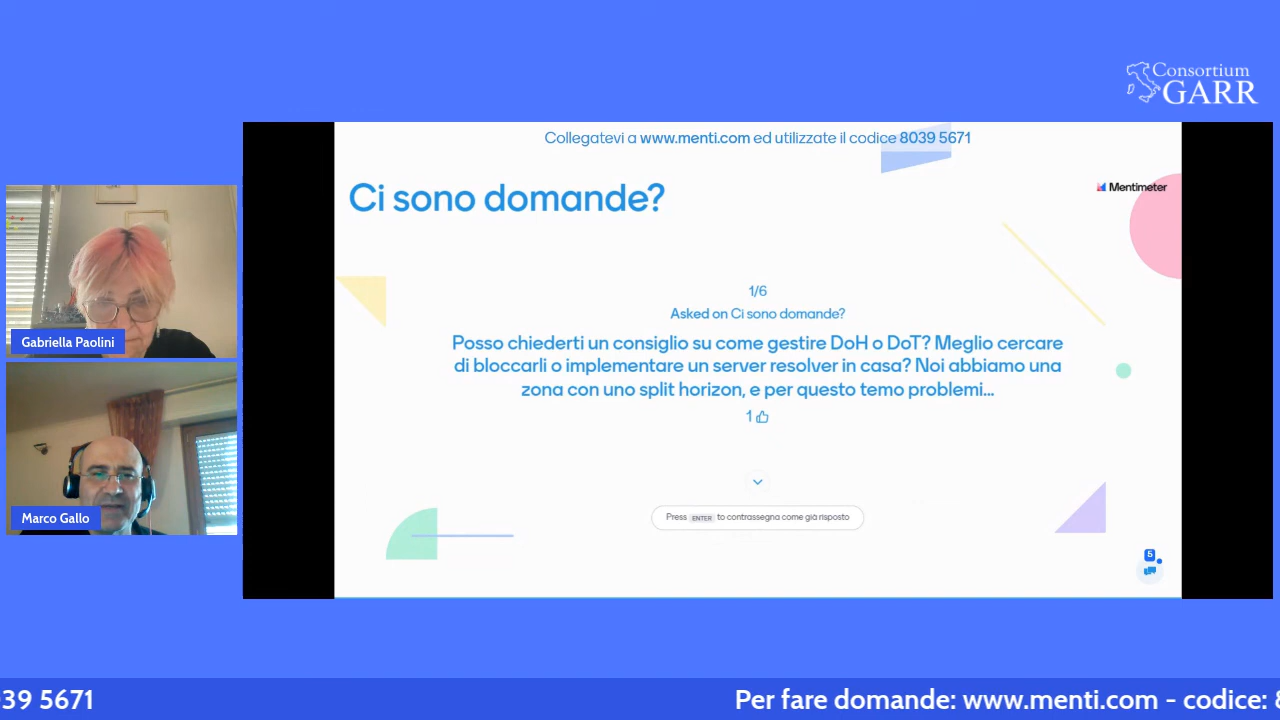 Consortium
GARR
Collegatevi a www.menti.com ed utilizzate il codice 8039 5671
Ci sono domande?
Mentimeter
1/6
Asked on Ci sono domande?
Posso chiederti un consiglio su come gestire DoH o DoT? Meglio cercare
di bloccarli o implementare un server resolver in casa? Noi abbiamo una
zona con uno split horizon, e per questo temo problemi...
1
Press ENTER to contrassegna come già risposto
5
Gabriella Paolini
Marco Gallo
39 5671
Per fare domande: www.menti.com - codice: 8